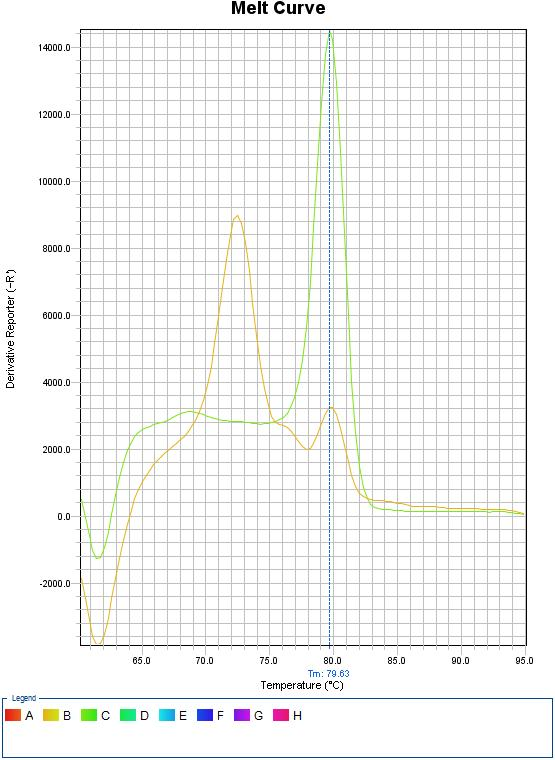 Melt Curve
14000.0
12000.0
10000.0
8000.0
6000.0
4000.0
2000.0
0.0
-2000.0
Derivative Reporter (-R')
65.0 70.0 75.0 80.0 85.0 90.0 95.0
Tm: 79.63
Temperature (°C)
Legend
A B C D E F G H